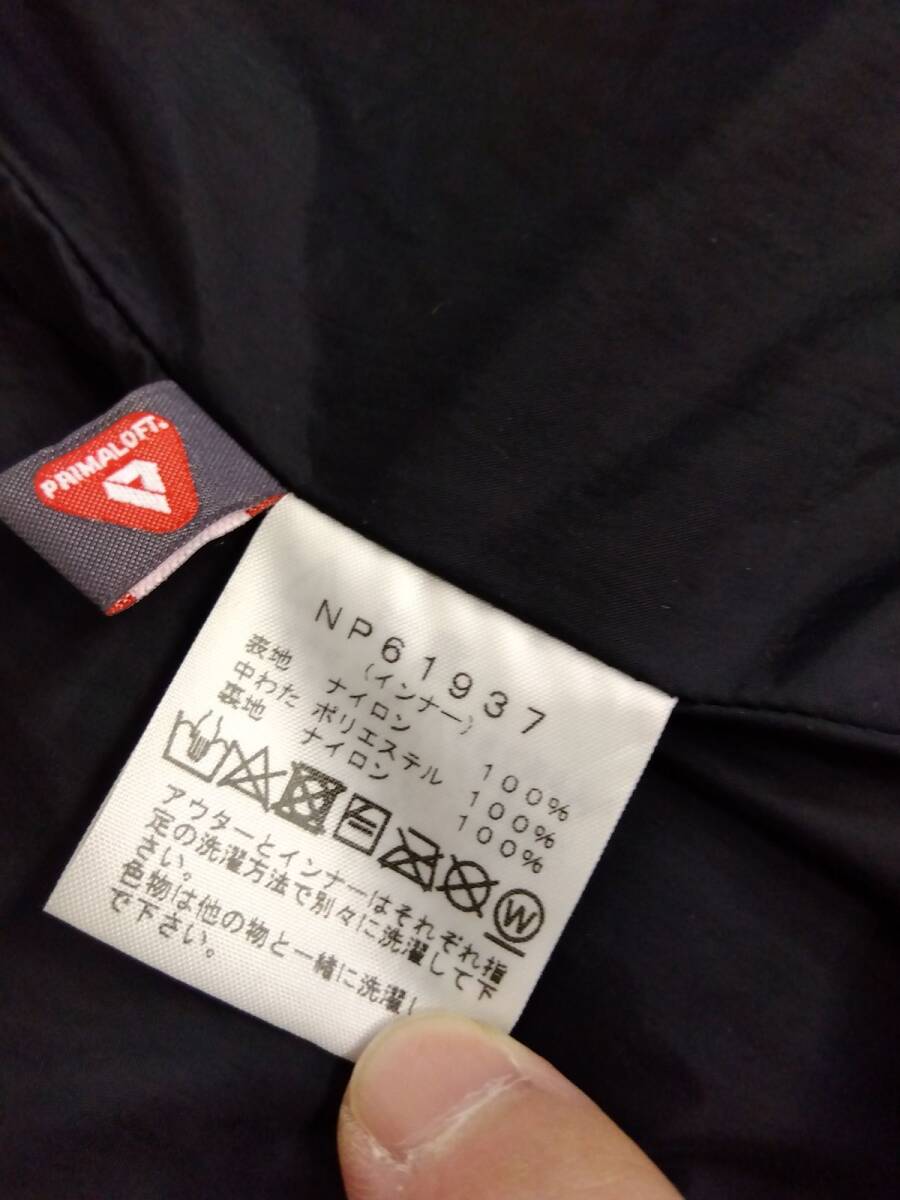 PRIMALOFT®
NP61937
(インナー)
表地 ナイロン 100%
中わた ポリエステル 100%
裏地 ナイロン 100%
W
アウターとインナーはそれぞれ指
定の洗濯方法で別々に洗濯して下
さい。
色物は他の物と一緒に洗濯し
で下さい。